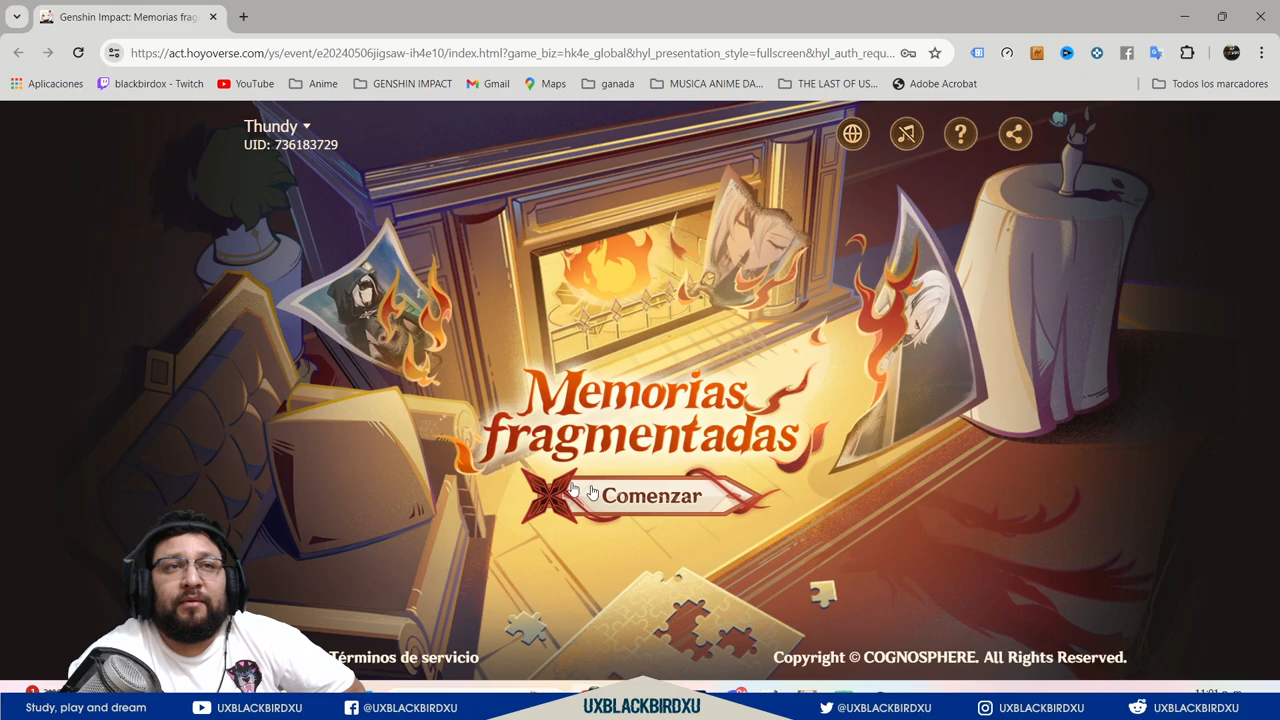 Genshin Impact: Memorias frag
https://act.hoyoverse.com/ys/event/e20240506jigsaw-ih4e10/index.html?game_biz=hk4e_global&hyl_presentation_style=fullscreen&hyl_auth_requ...
Aplicaciones blackbirdox - Twitch YouTube Anime GENSHIN IMPACT Gmail Maps ganada MUSICA ANIME DA... THE LAST OF US... Adobe Acrobat Todos los marcadores
Thundy
UID: 736183729
Memorias
fragmentadas
Comenzar
Términos de servicio
Copyright © COGNOSPHERE. All Rights Reserved.
Study, play and dream UXBLACKBIRDXU @UXBLACKBIRDXU UXBLACKBIRDXU @UXBLACKBIRDXU UXBLACKBIRDXU UXBLACKBIRDXU